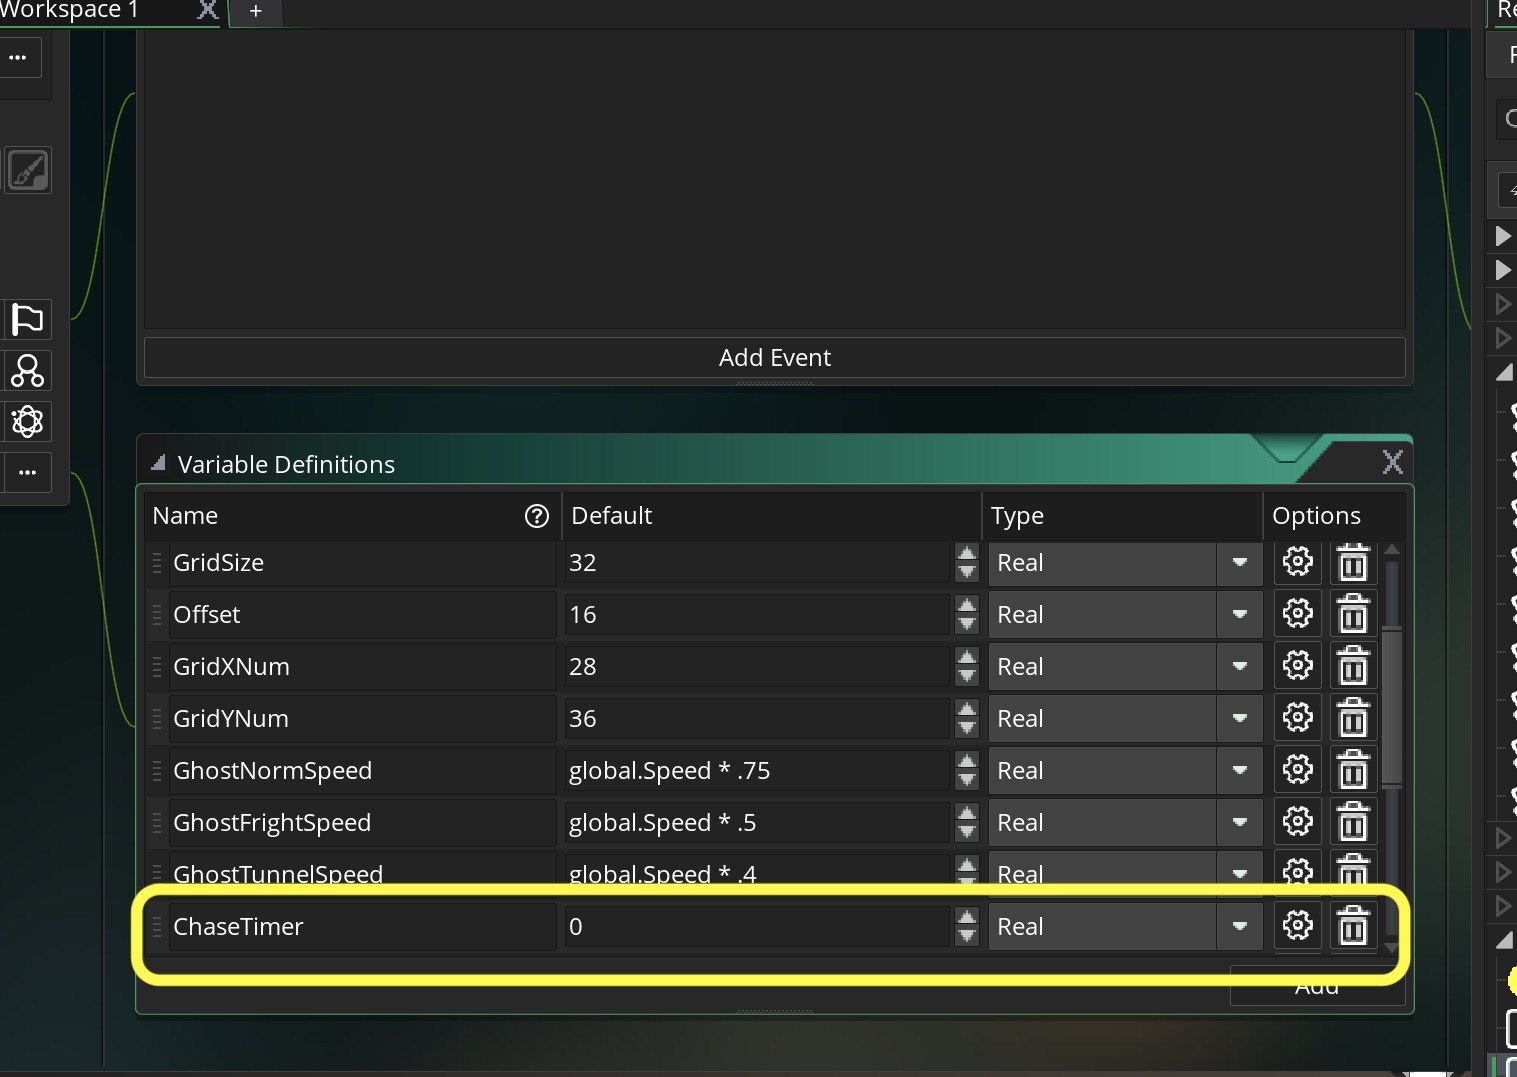 Workspace 1
X
+
Re
Add Event
Variable Definitions
X
Name ? Default Type Options
GridSize 32 Real
Offset 16 Real
GridXNum 28 Real
GridYNum 36 Real
GhostNormSpeed global.Speed * .75 Real
GhostFrightSpeed global.Speed * .5 Real
GhostTunnelSpeed global.Speed * .4 Real
ChaseTimer 0 Real
Add